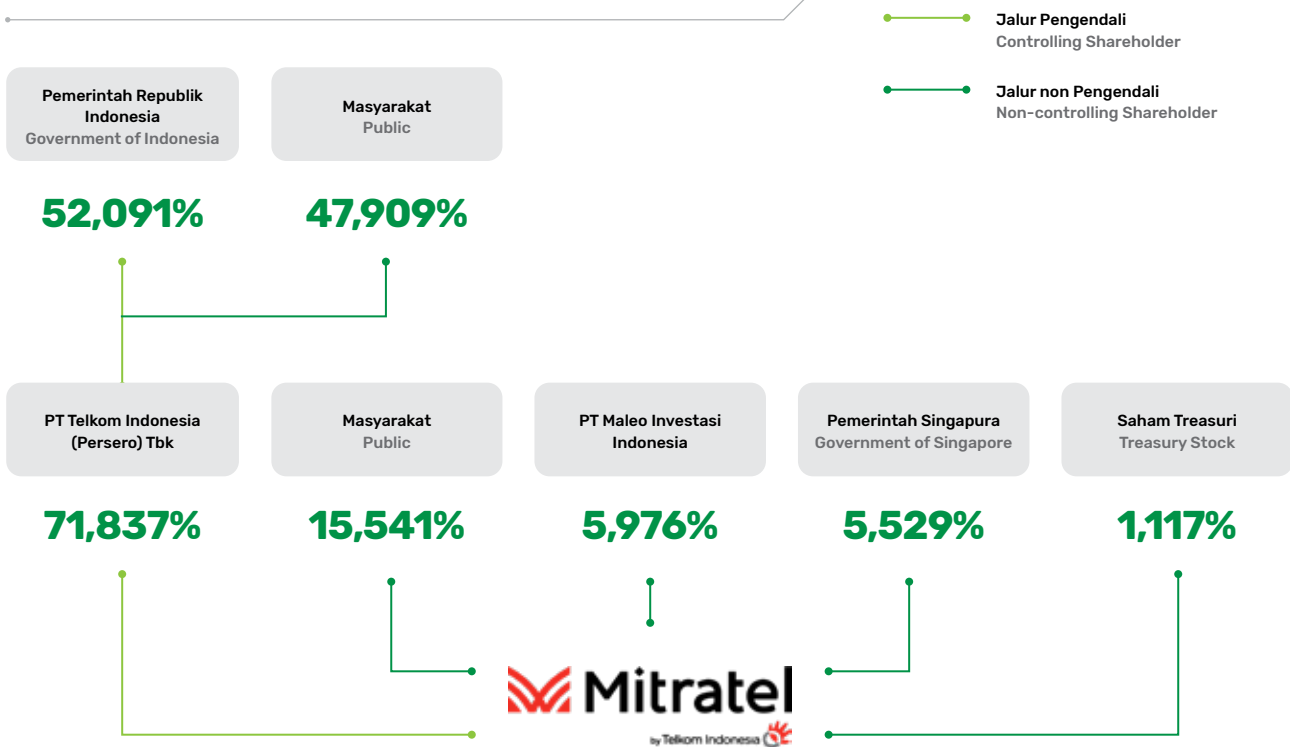 Jalur Pengendali
Controlling Shareholder
Jalur non Pengendali
Non-controlling Shareholder
Pemerintah Republik
Indonesia
Government of Indonesia
Masyarakat
Public
52,091%
47,909%
PT Telkom Indonesia
(Persero) Tbk
Masyarakat
Public
PT Maleo Investasi
Indonesia
Pemerintah Singapura
Government of Singapore
Saham Treasuri
Treasury Stock
71,837%
15,541%
5,976%
5,529%
1,117%
Mitratel
by Telkom Indonesia